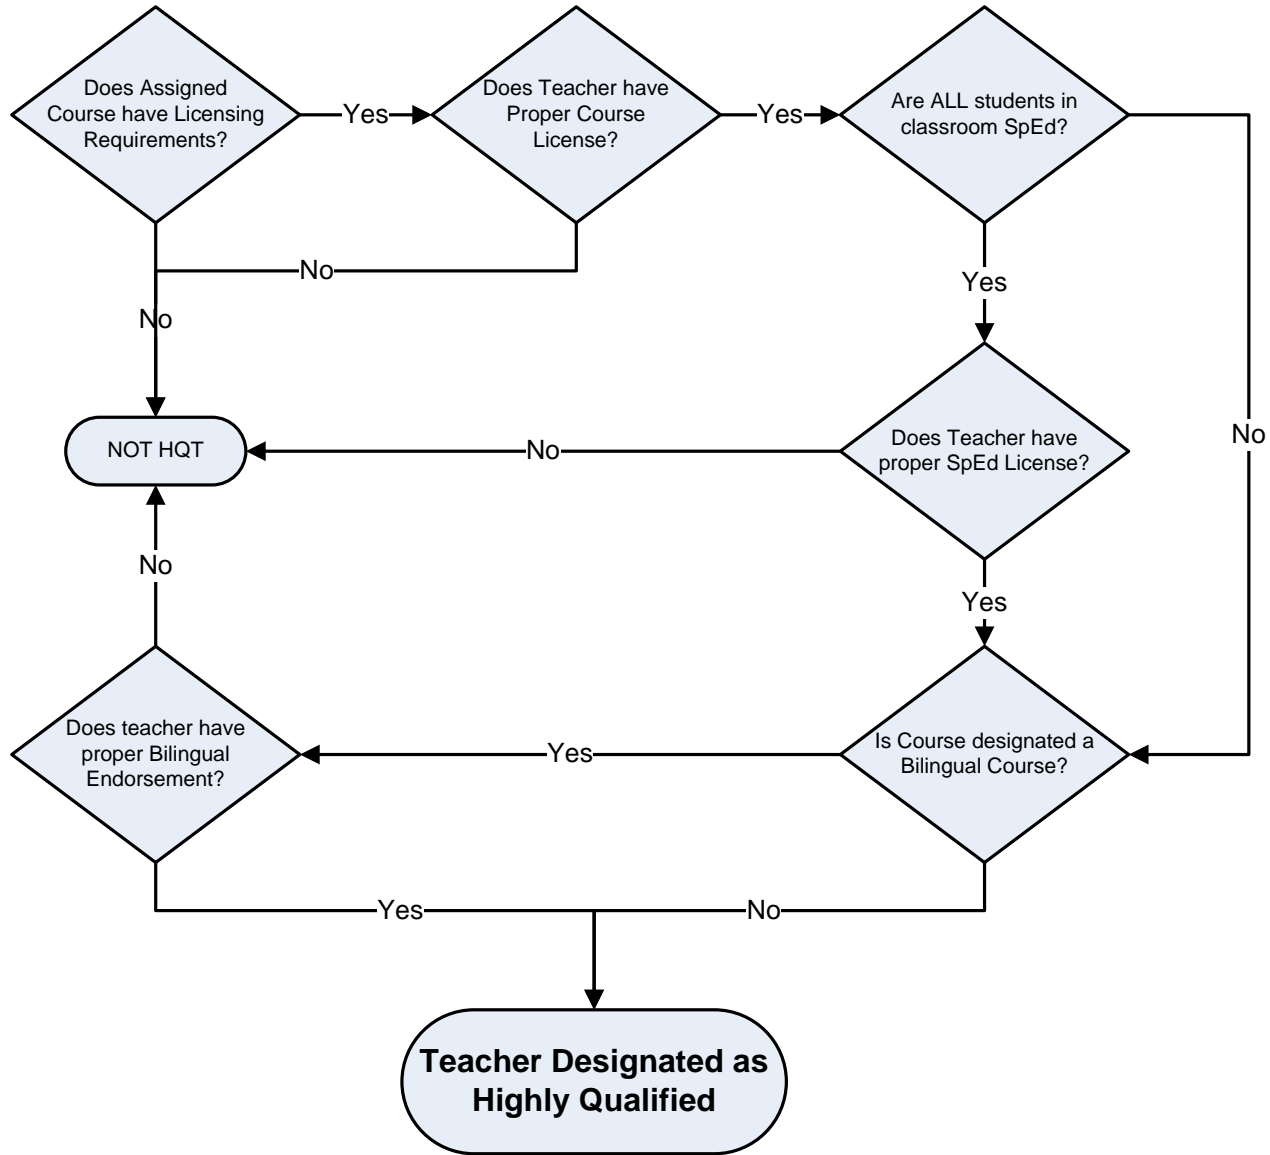 Does Assigned
Course have Licensing
Requirements?
Yes
Does Teacher have
Proper Course
License?
Yes
Are ALL students in
classroom SpEd?
No
No
Yes
NOT HQT
No
Does Teacher have
proper SpEd License?
No
No
Yes
Does teacher have
proper Bilingual
Endorsement?
Yes
Is Course designated a
Bilingual Course?
Yes
No
Teacher Designated as
Highly Qualified